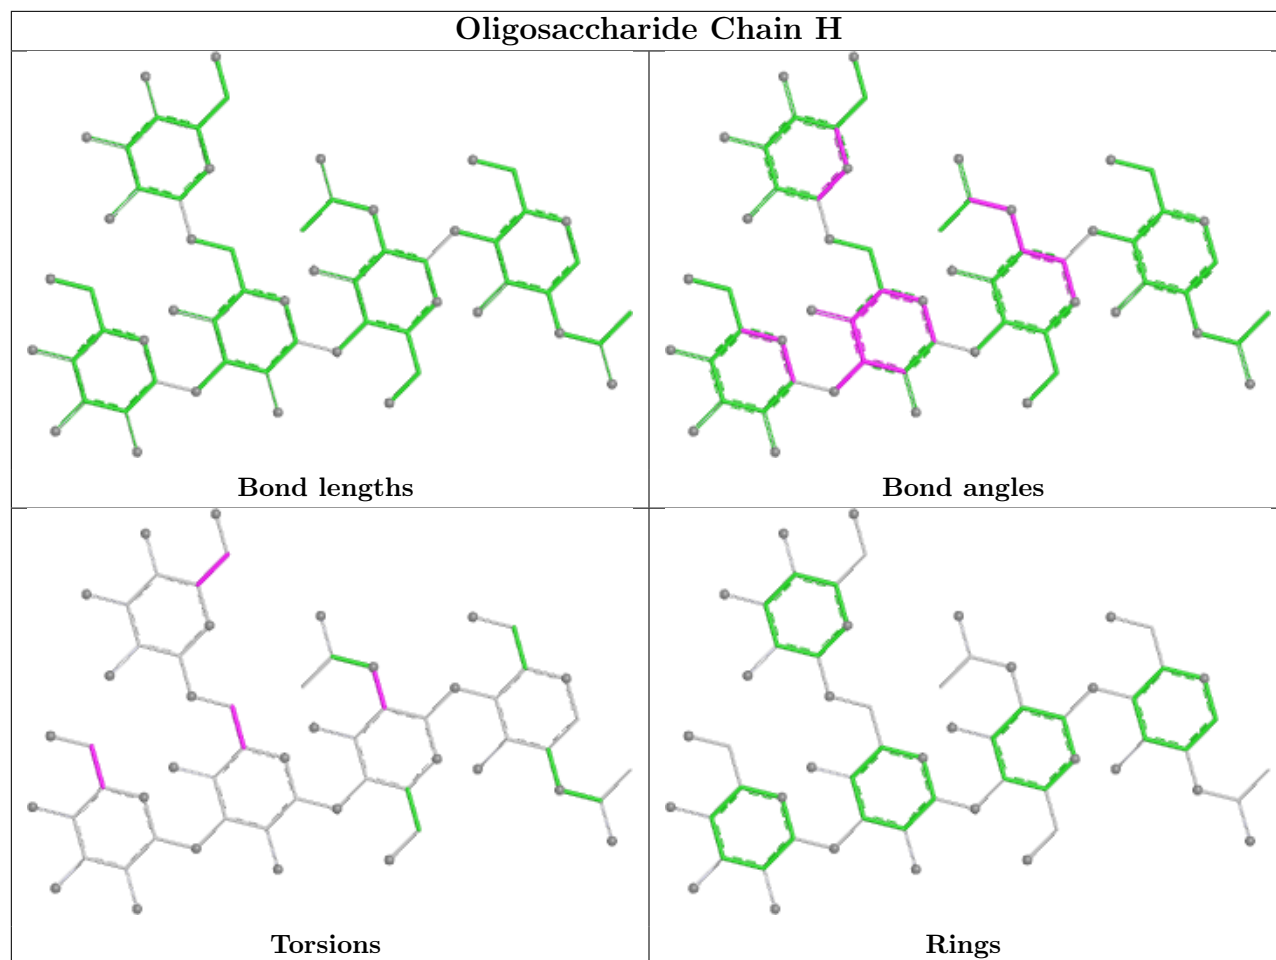 Oligosaccharide Chain H
Bond lengths
Bond angles
Torsions
Rings